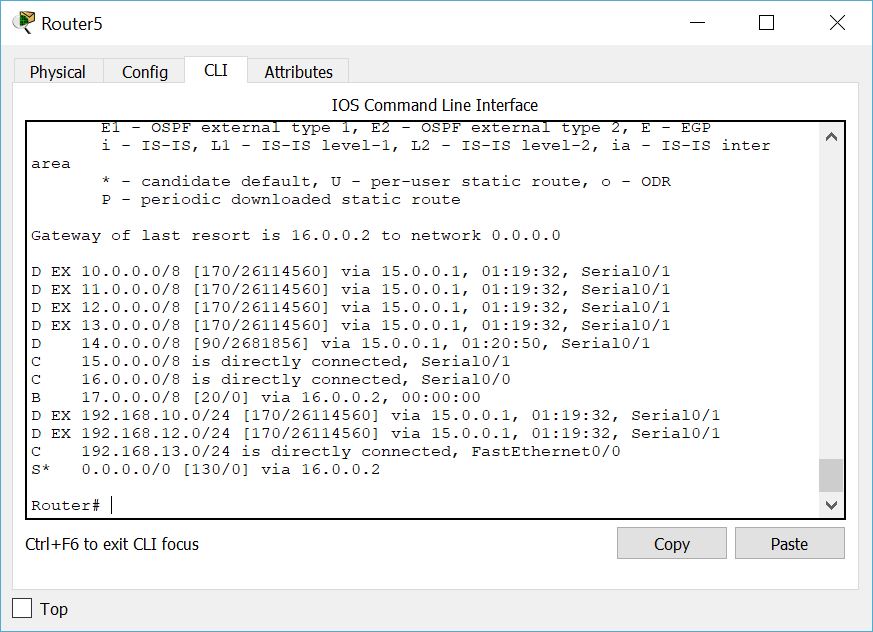 Router5
Physical Config CLI Attributes
IOS Command Line Interface
E1 - OSPF external type 1, E2 - OSPF external type 2, E - EGP
i - IS-IS, L1 - IS-IS level-1, L2 - IS-IS level-2, ia - IS-IS inter
area
* - candidate default, U - per-user static route, o - ODR
P - periodic downloaded static route
Gateway of last resort is 16.0.0.2 to network 0.0.0.0
D EX 10.0.0.0/8 [170/26114560] via 15.0.0.1, 01:19:32, Serial0/1
D EX 11.0.0.0/8 [170/26114560] via 15.0.0.1, 01:19:32, Serial0/1
D EX 12.0.0.0/8 [170/26114560] via 15.0.0.1, 01:19:32, Serial0/1
D EX 13.0.0.0/8 [170/26114560] via 15.0.0.1, 01:19:32, Serial0/1
D    14.0.0.0/8 [90/2681856] via 15.0.0.1, 01:20:50, Serial0/1
C    15.0.0.0/8 is directly connected, Serial0/1
C    16.0.0.0/8 is directly connected, Serial0/0
B    17.0.0.0/8 [20/0] via 16.0.0.2, 00:00:00
D EX 192.168.10.0/24 [170/26114560] via 15.0.0.1, 01:19:32, Serial0/1
D EX 192.168.12.0/24 [170/26114560] via 15.0.0.1, 01:19:32, Serial0/1
C    192.168.13.0/24 is directly connected, FastEthernet0/0
S*   0.0.0.0/0 [130/0] via 16.0.0.2
Router#
Ctrl+F6 to exit CLI focus Copy Paste
Top